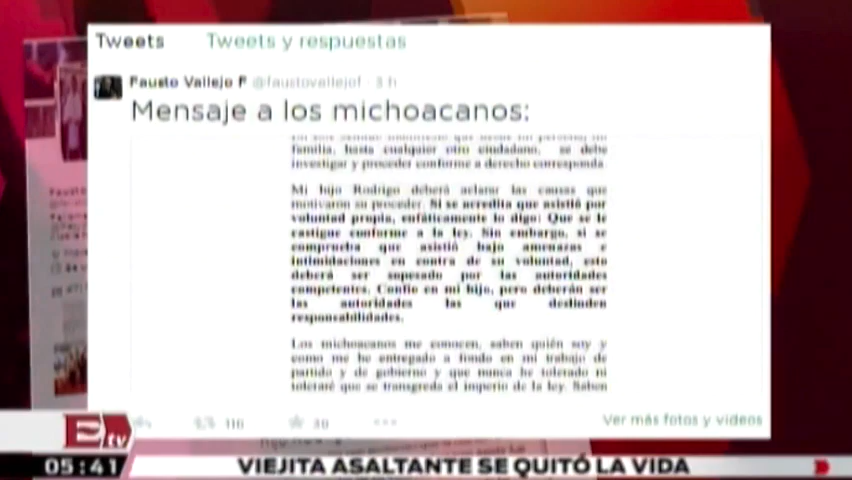 Tweets Tweets y respuestas
Fausto Vallejo F @faustovallejof · 3 h
Mensaje a los michoacanos:
familia, hasta cualquier otro ciudadano, se debe
investigar y proceder conforme a derecho corresponda.
Mi hijo Rodrigo deberá aclarar las causas que
motivaron su proceder. Si se acredita que asistió por
voluntad propia, enfáticamente lo digo: Que se le
castigue conforme a la ley. Sin embargo, si se
comprueba que asistió bajo amenazas e
intimidaciones en contra de su voluntad, esto
deberá ser sopesado por las autoridades
competentes. Confío en mi hijo, pero deberán ser
las autoridades las que deslinden
responsabilidades.
Los michoacanos me conocen, saben quién soy y
como me he entregado a fondo en mi trabajo de
partido y de gobierno y que nunca he tolerado ni
toleraré que se transgreda el imperio de la ley. Saben
116 30 Ver más fotos y videos
tv
05:41 VIEJITA ASALTANTE SE QUITÓ LA VIDA